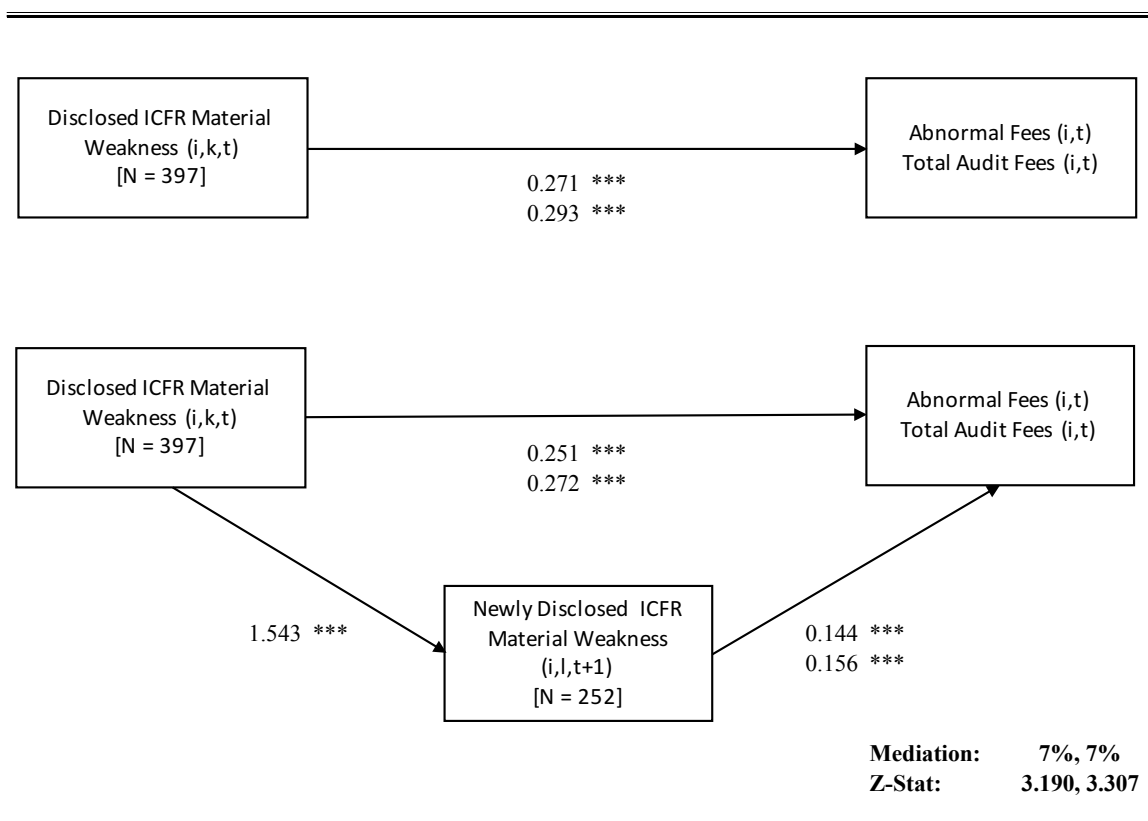 Disclosed ICFR Material
Weakness (i,k,t)
[N = 397]
0.271 ***
0.293 ***
Abnormal Fees (i,t)
Total Audit Fees (i,t)
Disclosed ICFR Material
Weakness (i,k,t)
[N = 397]
0.251 ***
0.272 ***
Abnormal Fees (i,t)
Total Audit Fees (i,t)
1.543 ***
Newly Disclosed ICFR
Material Weakness
(i,l,t+1)
[N = 252]
0.144 ***
0.156 ***
Mediation: 7%, 7%
Z-Stat: 3.190, 3.307